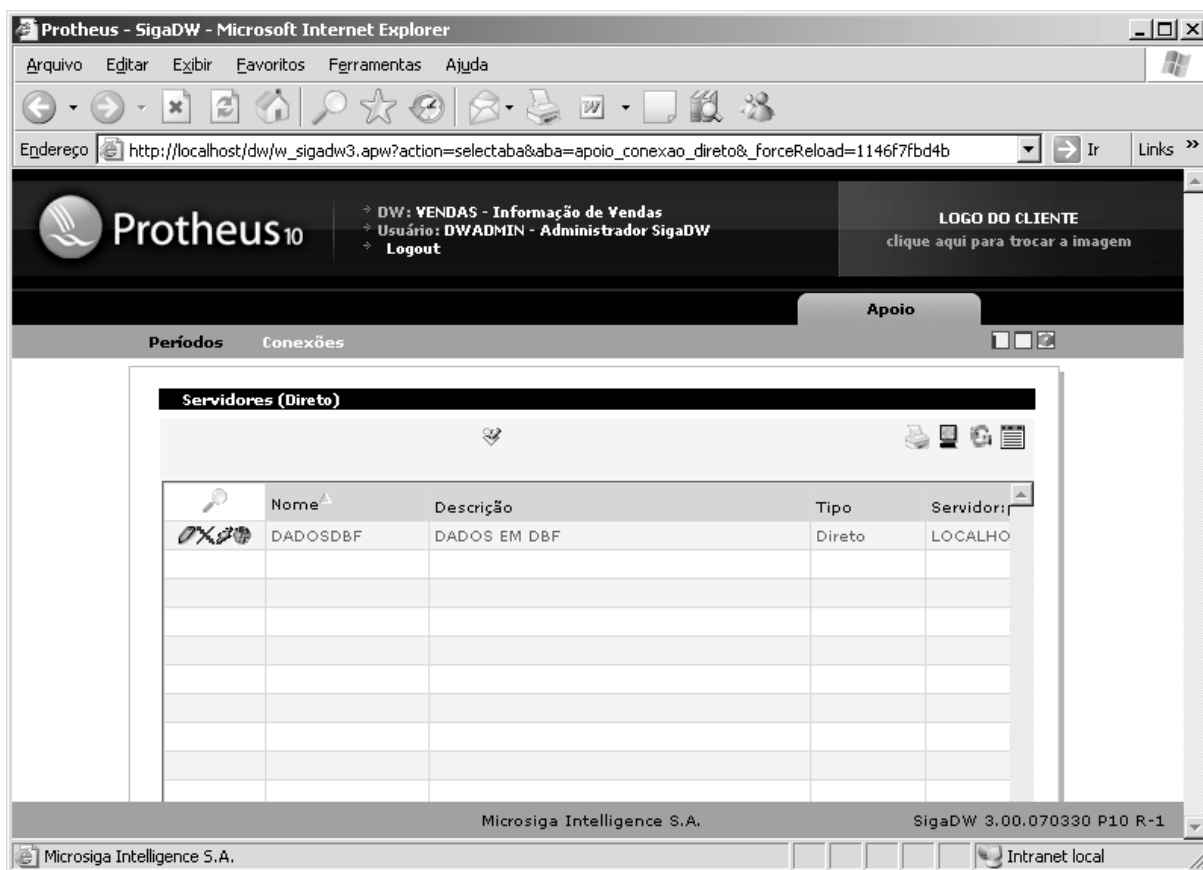 Protheus - SigaDW - Microsoft Internet Explorer
Arquivo Editar Exibir Favoritos Ferramentas Ajuda
Endereço http://localhost/dw/w_sigadw3.apw?action=selectaba&aba=apoio_conexao_direto&_forceReload=1146f7fbd4b Ir Links »
Protheus10
DW: VENDAS - Informação de Vendas
Usuário: DWADMIN - Administrador SigaDW
Logout
LOGO DO CLIENTE
clique aqui para trocar a imagem
Apoio
Períodos Conexões
Servidores (Direto)
Nome Descrição Tipo Servidor:
DADOSDBF DADOS EM DBF Direto LOCALHO
Microsiga Intelligence S.A. SigaDW 3.00.070330 P10 R-1
Microsiga Intelligence S.A. Intranet local